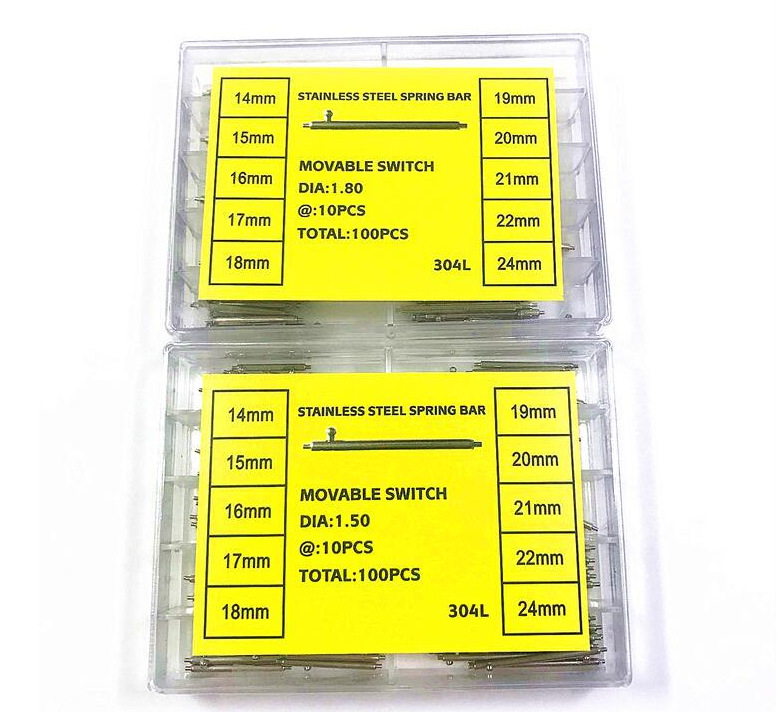 14mm
STAINLESS STEEL SPRING BAR
19mm
15mm
20mm
16mm
MOVABLE SWITCH
21mm
DIA:1.80
17mm
@:10PCS
22mm
TOTAL:100PCS
18mm
304L
24mm
14mm
STAINLESS STEEL SPRING BAR
19mm
15mm
20mm
16mm
MOVABLE SWITCH
21mm
DIA:1.50
17mm
@:10PCS
22mm
TOTAL:100PCS
18mm
304L
24mm